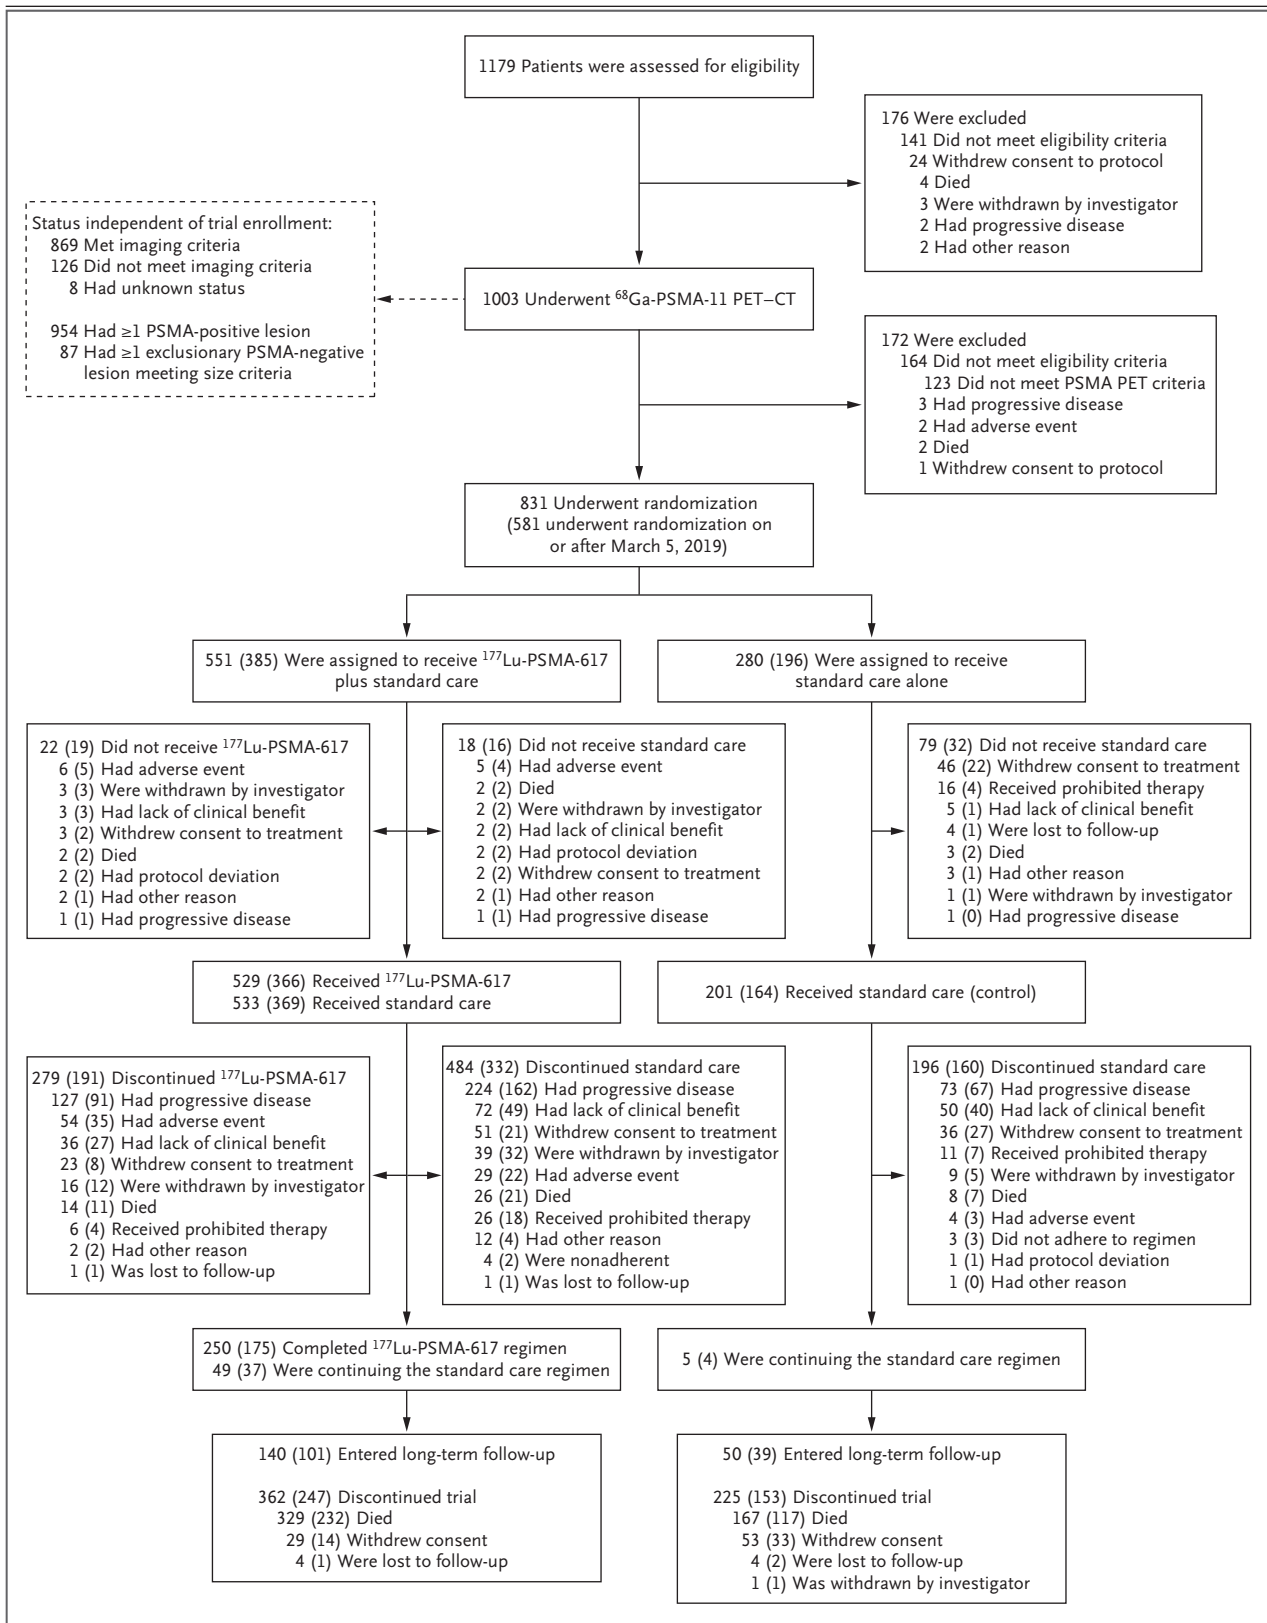 1179 Patients were assessed for eligibility
176 Were excluded
141 Did not meet eligibility criteria
24 Withdrew consent to protocol
4 Died
3 Were withdrawn by investigator
2 Had progressive disease
2 Had other reason
Status independent of trial enrollment:
869 Met imaging criteria
126 Did not meet imaging criteria
8 Had unknown status
954 Had ≥1 PSMA-positive lesion
87 Had ≥1 exclusionary PSMA-negative
lesion meeting size criteria
1003 Underwent ⁶⁸Ga-PSMA-11 PET–CT
172 Were excluded
164 Did not meet eligibility criteria
123 Did not meet PSMA PET criteria
3 Had progressive disease
2 Had adverse event
2 Died
1 Withdrew consent to protocol
831 Underwent randomization
(581 underwent randomization on
or after March 5, 2019)
551 (385) Were assigned to receive ¹⁷⁷Lu-PSMA-617
plus standard care
280 (196) Were assigned to receive
standard care alone
22 (19) Did not receive ¹⁷⁷Lu-PSMA-617
6 (5) Had adverse event
3 (3) Were withdrawn by investigator
3 (3) Had lack of clinical benefit
3 (2) Withdrew consent to treatment
2 (2) Died
2 (2) Had protocol deviation
2 (1) Had other reason
1 (1) Had progressive disease
18 (16) Did not receive standard care
5 (4) Had adverse event
2 (2) Died
2 (2) Were withdrawn by investigator
2 (2) Had lack of clinical benefit
2 (2) Had protocol deviation
2 (2) Withdrew consent to treatment
2 (1) Had other reason
1 (1) Had progressive disease
79 (32) Did not receive standard care
46 (22) Withdrew consent to treatment
16 (4) Received prohibited therapy
5 (1) Had lack of clinical benefit
4 (1) Were lost to follow-up
3 (2) Died
3 (1) Had other reason
1 (1) Were withdrawn by investigator
1 (0) Had progressive disease
529 (366) Received ¹⁷⁷Lu-PSMA-617
533 (369) Received standard care
201 (164) Received standard care (control)
279 (191) Discontinued ¹⁷⁷Lu-PSMA-617
127 (91) Had progressive disease
54 (35) Had adverse event
36 (27) Had lack of clinical benefit
23 (8) Withdrew consent to treatment
16 (12) Were withdrawn by investigator
14 (11) Died
6 (4) Received prohibited therapy
2 (2) Had other reason
1 (1) Was lost to follow-up
484 (332) Discontinued standard care
224 (162) Had progressive disease
72 (49) Had lack of clinical benefit
51 (21) Withdrew consent to treatment
39 (32) Were withdrawn by investigator
29 (22) Had adverse event
26 (21) Died
26 (18) Received prohibited therapy
12 (4) Had other reason
4 (2) Were nonadherent
1 (1) Was lost to follow-up
196 (160) Discontinued standard care
73 (67) Had progressive disease
50 (40) Had lack of clinical benefit
36 (27) Withdrew consent to treatment
11 (7) Received prohibited therapy
9 (5) Were withdrawn by investigator
8 (7) Died
4 (3) Had adverse event
3 (3) Did not adhere to regimen
1 (1) Had protocol deviation
1 (0) Had other reason
250 (175) Completed ¹⁷⁷Lu-PSMA-617 regimen
49 (37) Were continuing the standard care regimen
5 (4) Were continuing the standard care regimen
140 (101) Entered long-term follow-up
362 (247) Discontinued trial
329 (232) Died
29 (14) Withdrew consent
4 (1) Were lost to follow-up
50 (39) Entered long-term follow-up
225 (153) Discontinued trial
167 (117) Died
53 (33) Withdrew consent
4 (2) Were lost to follow-up
1 (1) Was withdrawn by investigator